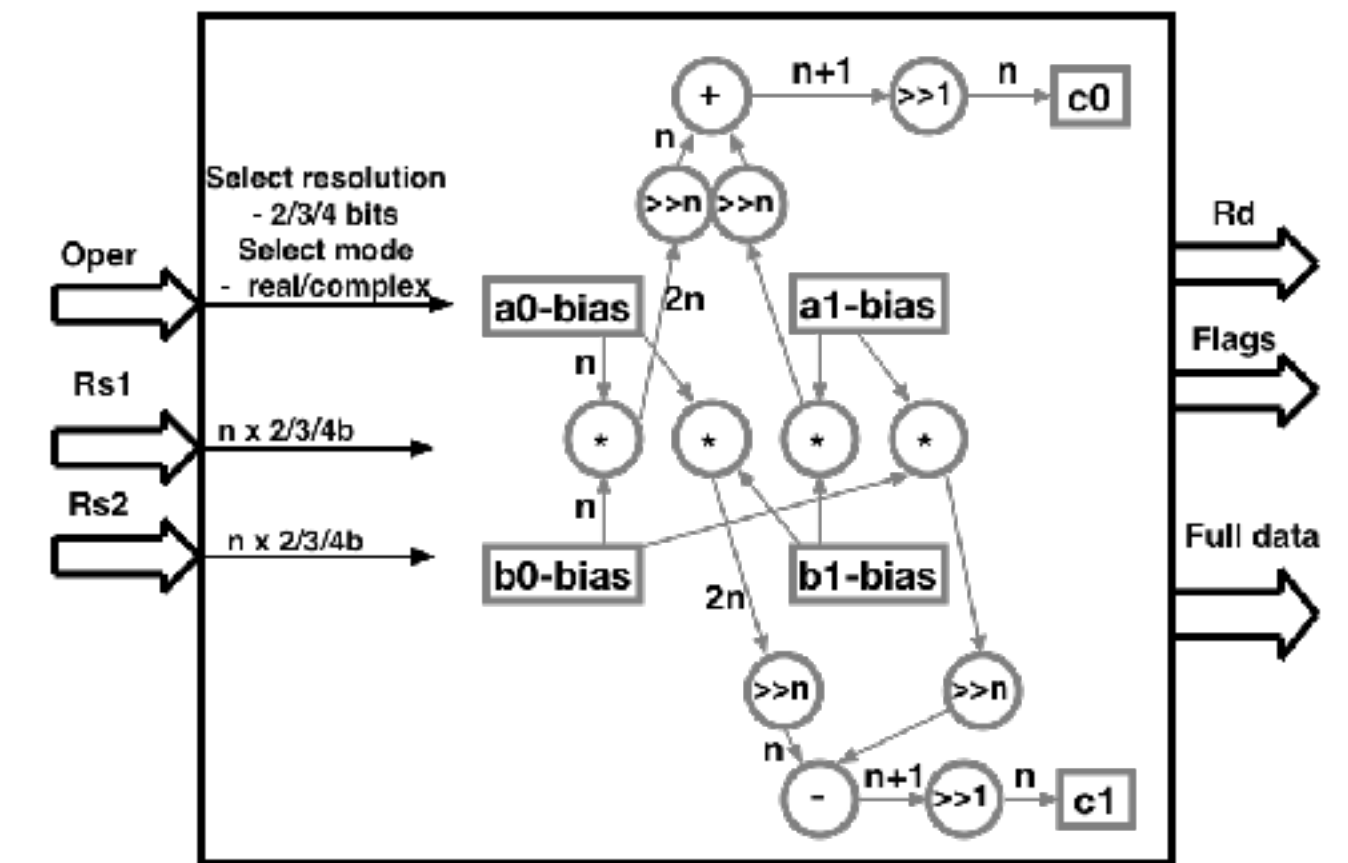 n+1
n
+
>>1
c0
n
Select resolution
- 2/3/4 bits
Select mode
- real/complex
>>n
>>n
Rd
Oper
a0-bias
2n
a1-bias
Flags
n
Rs1
n x 2/3/4b
*
*
*
*
Rs2
n
n x 2/3/4b
Full data
b0-bias
b1-bias
2n
>>n
>>n
n
-
n+1
>>1
n
c1